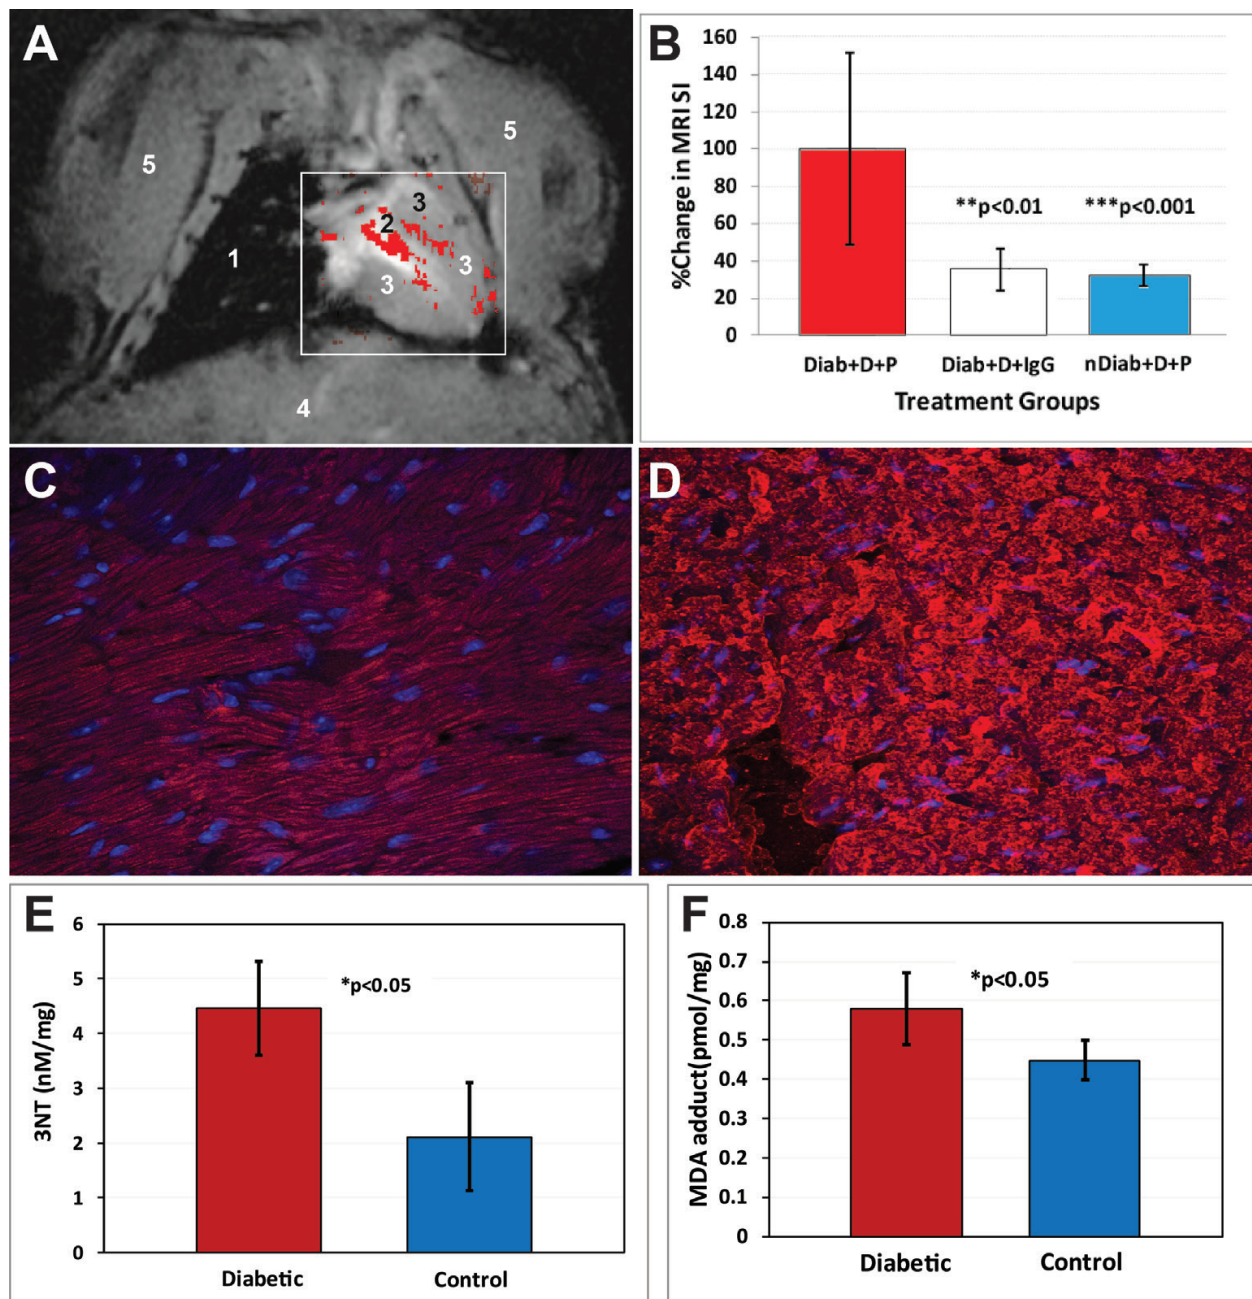 A
5
5
3
2
1
3
3
4
B
%Change in MRI SI
160
140
120
100
80
60
40
20
0
**p<0.01
***p<0.001
Diab+D+P
Diab+D+IgG
nDiab+D+P
Treatment Groups
C
D
E
3NT (nM/mg)
6
5
4
3
2
1
0
*p<0.05
Diabetic
Control
F
MDA adduct(pmol/mg)
0.8
0.7
0.6
0.5
0.4
0.3
0.2
0.1
0
*p<0.05
Diabetic
Control